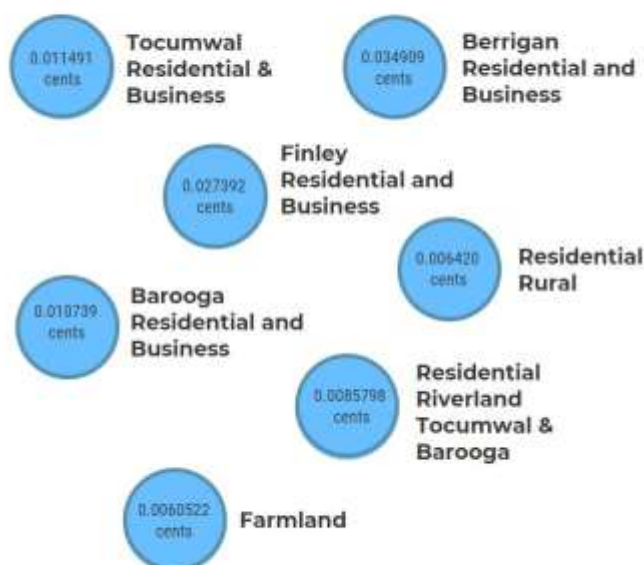 0.011491
cents
Tocumwal
Residential &
Business
0.034909
cents
Berrigan
Residential and
Business
0.027392
cents
Finley
Residential and
Business
0.006420
cents
Residential
Rural
0.010739
cents
Barooga
Residential and
Business
0.0085798
cents
Residential
Riverland
Tocumwal &
Barooga
0.0060522
cents
Farmland